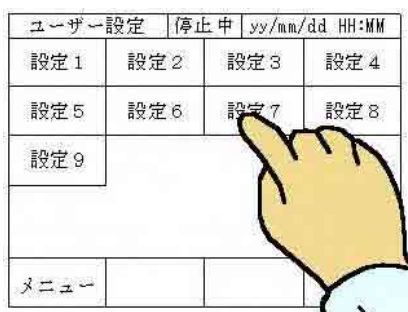 ユーザー設定 停止中 yy/mm/dd HH:MM
設定1 設定2 設定3 設定4
設定5 設定6 設定7 設定8
設定9
メニュー